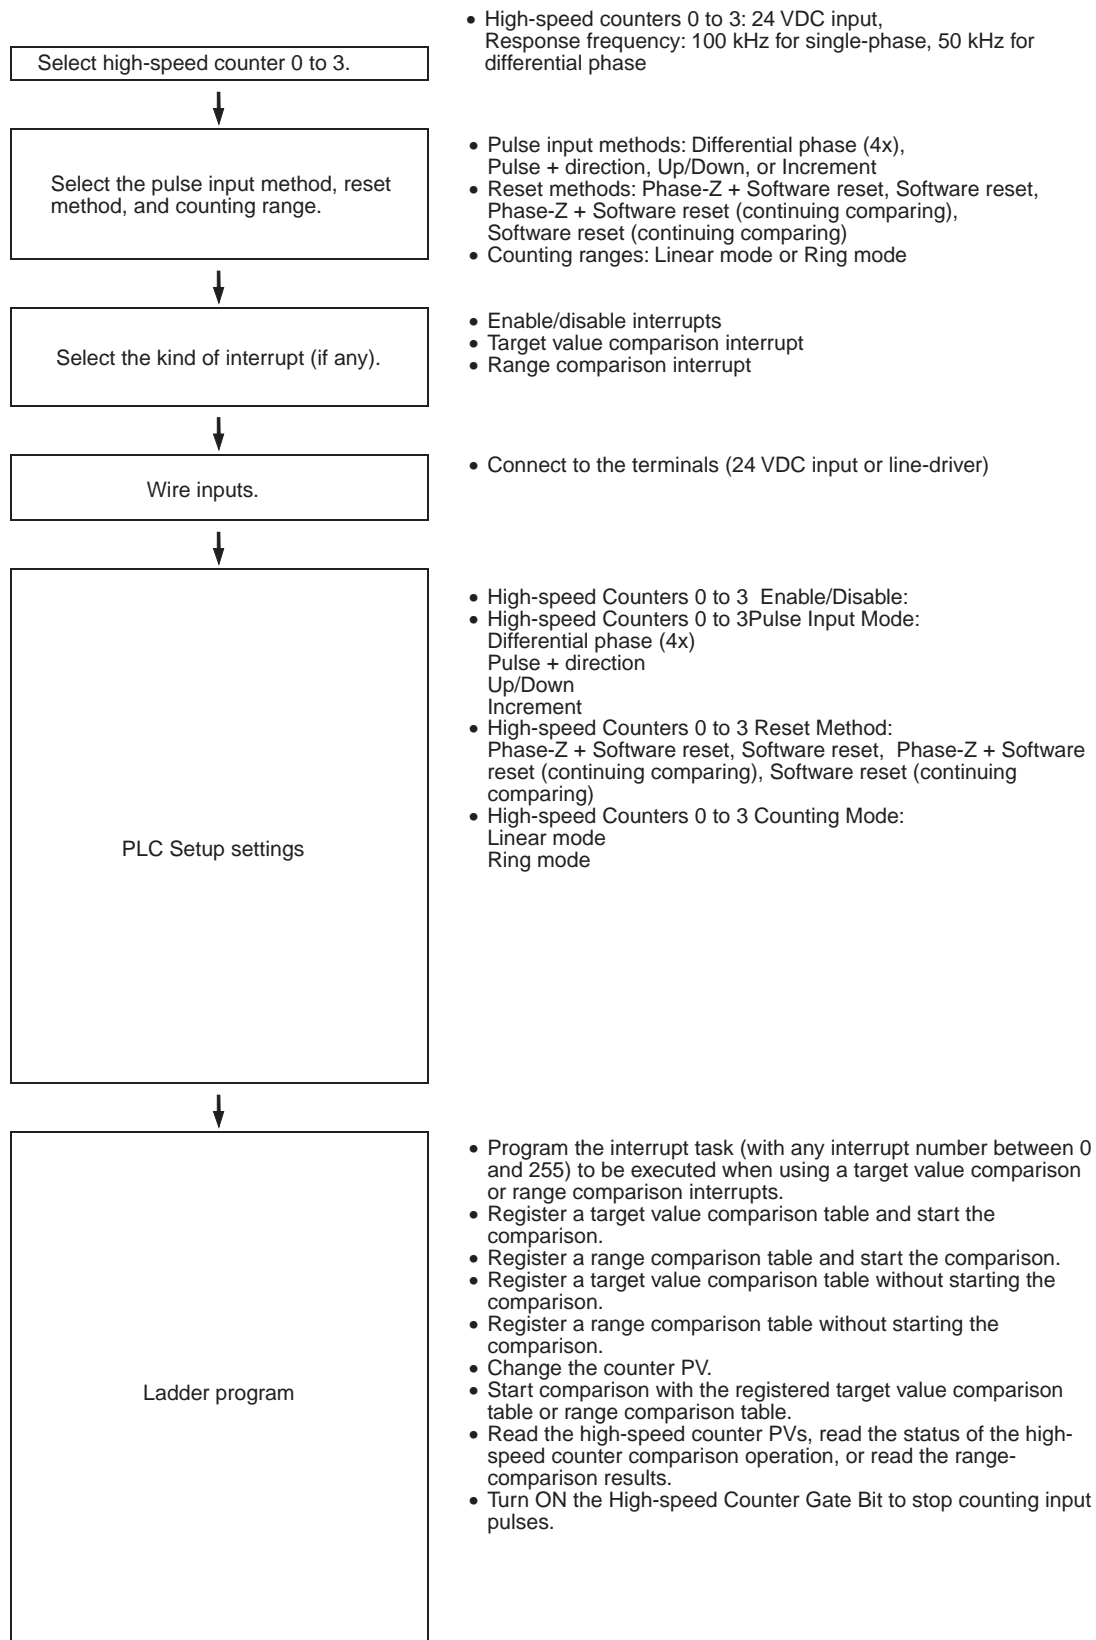 • High-speed counters 0 to 3: 24 VDC input,
Response frequency: 100 kHz for single-phase, 50 kHz for
differential phase
Select high-speed counter 0 to 3.
Select the pulse input method, reset
method, and counting range.
• Pulse input methods: Differential phase (4x),
Pulse + direction, Up/Down, or Increment
• Reset methods: Phase-Z + Software reset, Software reset,
Phase-Z + Software reset (continuing comparing),
Software reset (continuing comparing)
• Counting ranges: Linear mode or Ring mode
Select the kind of interrupt (if any).
• Enable/disable interrupts
• Target value comparison interrupt
• Range comparison interrupt
Wire inputs.
• Connect to the terminals (24 VDC input or line-driver)
PLC Setup settings
• High-speed Counters 0 to 3  Enable/Disable:
• High-speed Counters 0 to 3Pulse Input Mode:
Differential phase (4x)
Pulse + direction
Up/Down
Increment
• High-speed Counters 0 to 3 Reset Method:
Phase-Z + Software reset, Software reset,  Phase-Z + Software
reset (continuing comparing), Software reset (continuing
comparing)
• High-speed Counters 0 to 3 Counting Mode:
Linear mode
Ring mode
Ladder program
• Program the interrupt task (with any interrupt number between 0
and 255) to be executed when using a target value comparison
or range comparison interrupts.
• Register a target value comparison table and start the
comparison.
• Register a range comparison table and start the comparison.
• Register a target value comparison table without starting the
comparison.
• Register a range comparison table without starting the
comparison.
• Change the counter PV.
• Start comparison with the registered target value comparison
table or range comparison table.
• Read the high-speed counter PVs, read the status of the high-
speed counter comparison operation, or read the range-
comparison results.
• Turn ON the High-speed Counter Gate Bit to stop counting input
pulses.